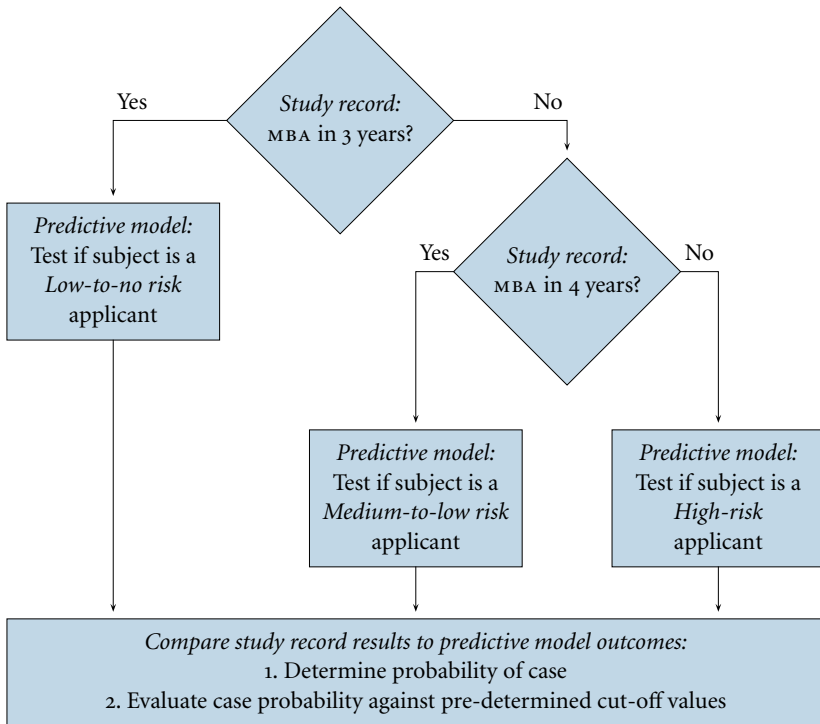 Yes
Study record:
MBA in 3 years?
No
Predictive model:
Test if subject is a
Low-to-no risk
applicant
Yes
Study record:
MBA in 4 years?
No
Predictive model:
Test if subject is a
Medium-to-low risk
applicant
Predictive model:
Test if subject is a
High-risk
applicant
Compare study record results to predictive model outcomes:
1. Determine probability of case
2. Evaluate case probability against pre-determined cut-off values